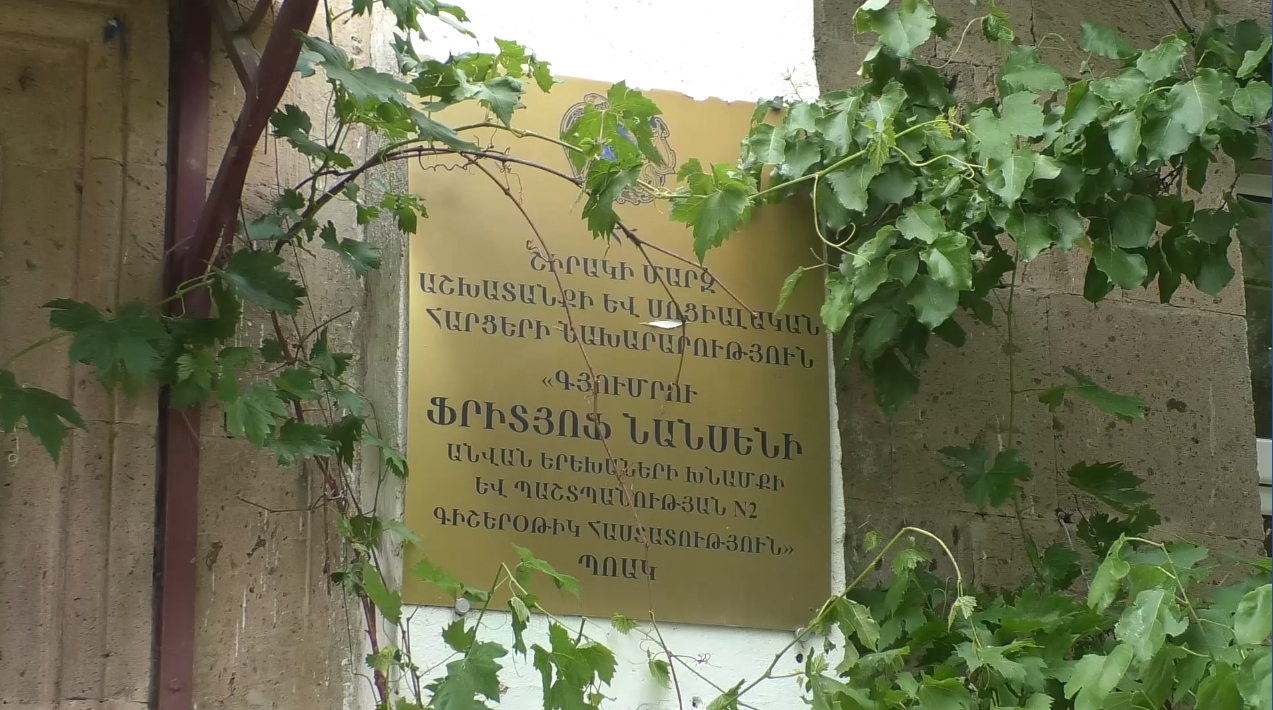 ՇԻՐԱԿԻ ՄԱՐԶ
ԱՇԽԱՏԱՆՔԻ ԵՎ ՍՈՑԻԱԼԱԿԱՆ
ՀԱՐՑԵՐԻ ՆԱԽԱՐԱՐՈՒԹՅՈՒՆ
«ԳՅՈՒՄՐՈՒ
ՖՐԻՏՅՈՖ ՆԱՆՍԵՆԻ
ԱՆՎԱՆ ԵՐԵԽԱՆԵՐԻ ԽՆԱՄՔԻ
ԵՎ ՊԱՇՏՊԱՆՈՒԹՅԱՆ N2
ԳԻՇԵՐՕԹԻԿ ՀԱՍՏԱՏՈՒԹՅՈՒՆ»
ՊՈԱԿ